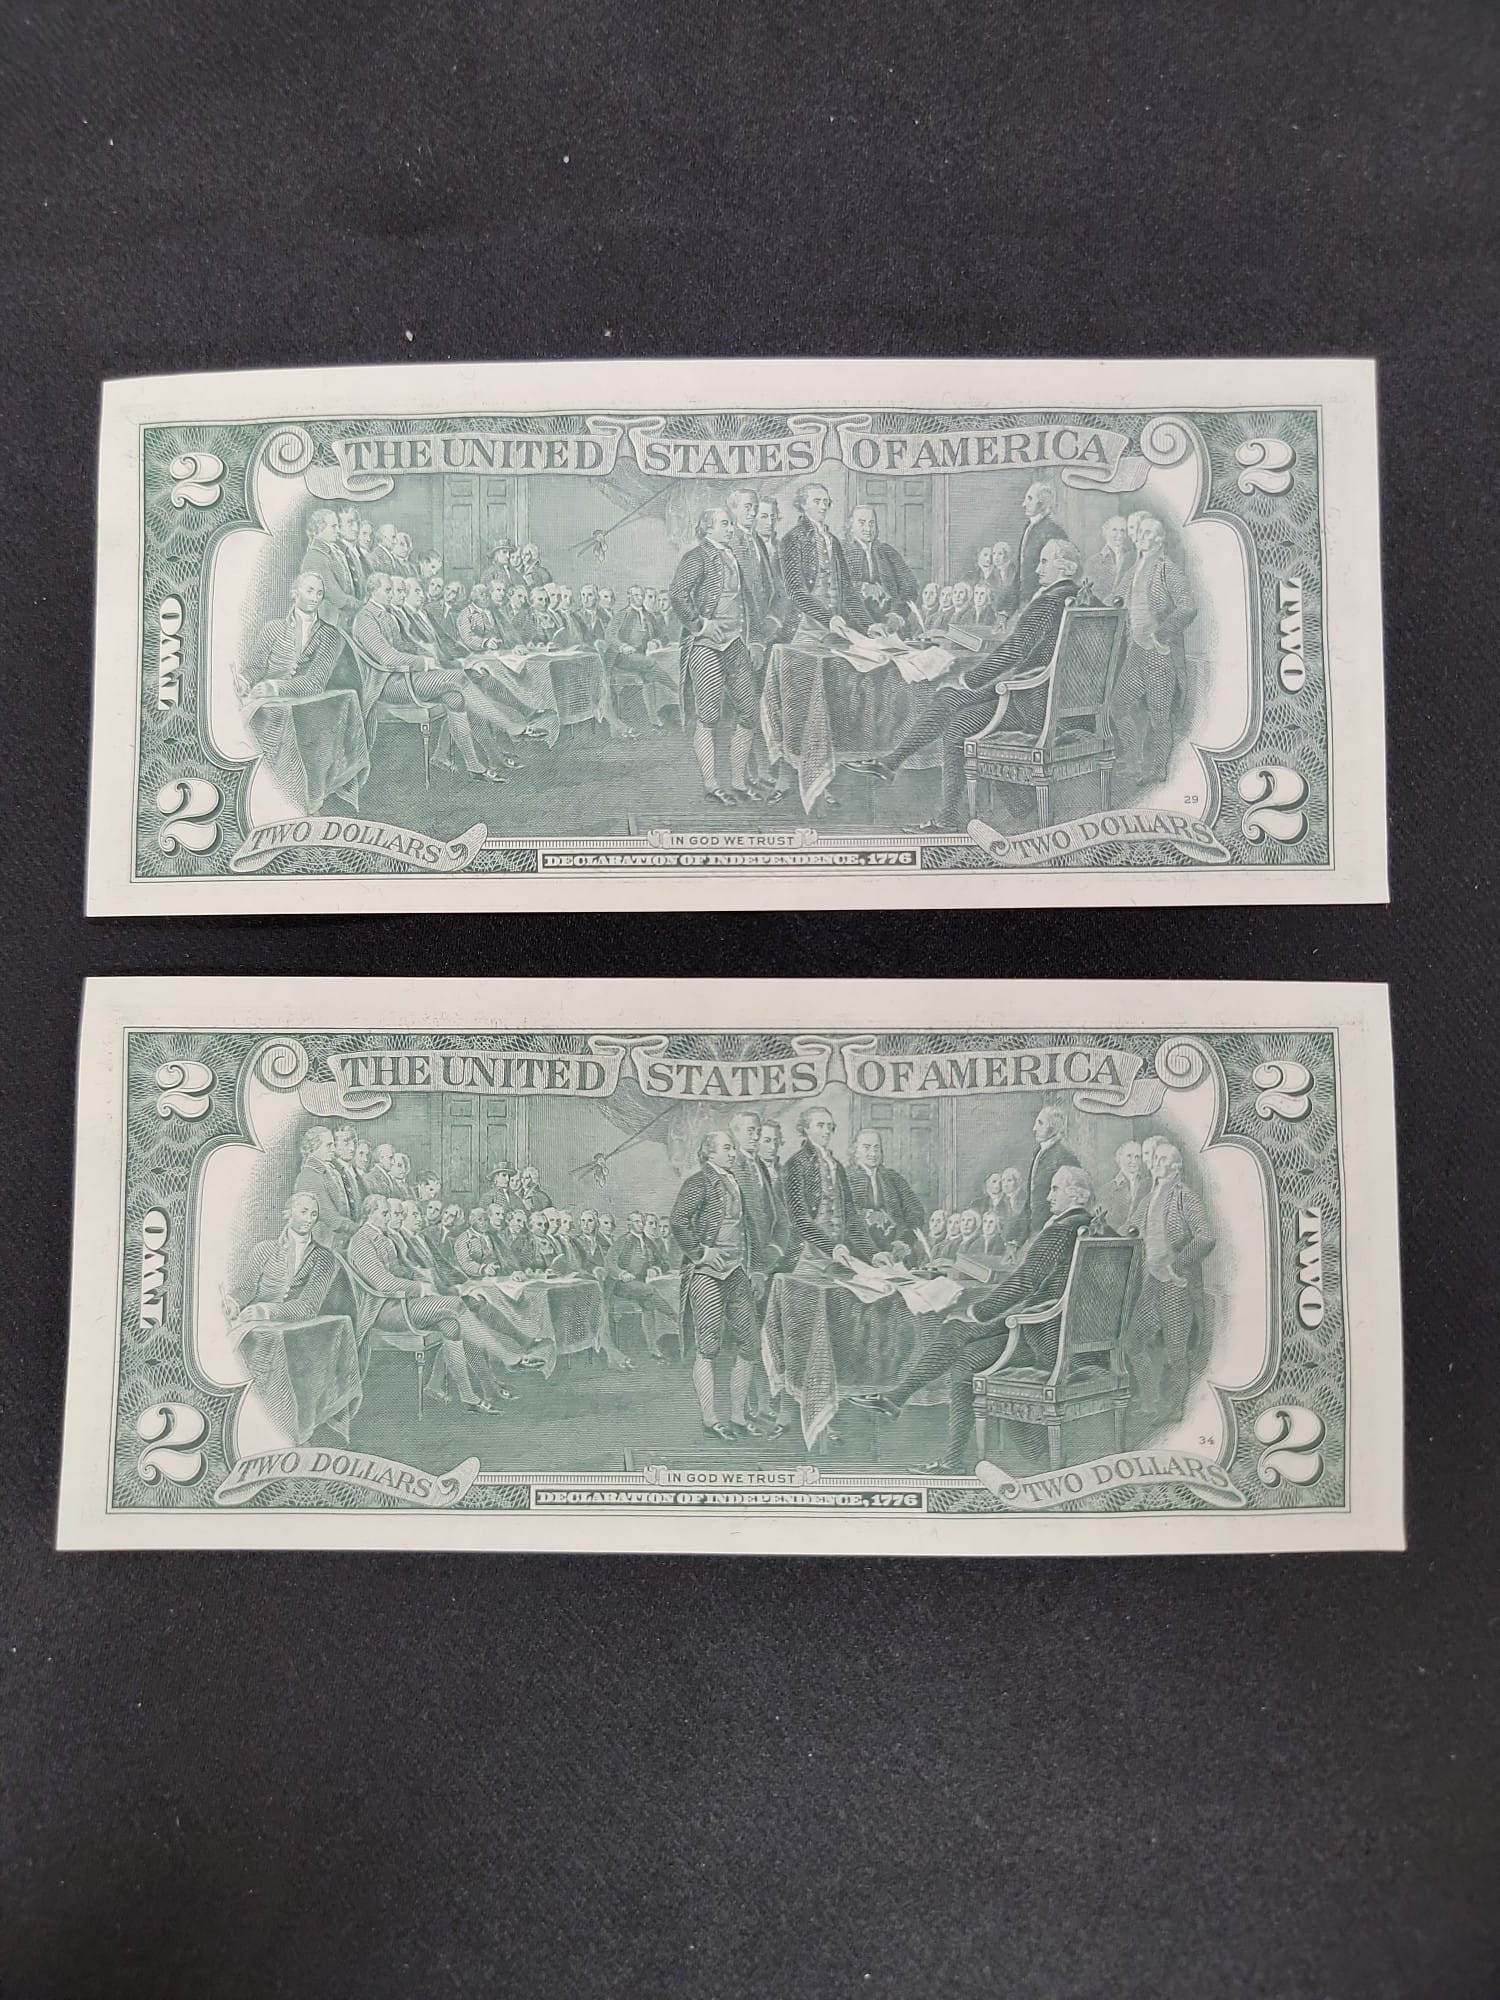 THE UNITED STATES OF AMERICA
2 2
TWO TWO
29
2 2
TWO DOLLARS IN GOD WE TRUST TWO DOLLARS
DECLARATION OF INDEPENDENCE, 1776
THE UNITED STATES OF AMERICA
2 2
TWO TWO
34
2 2
TWO DOLLARS IN GOD WE TRUST TWO DOLLARS
DECLARATION OF INDEPENDENCE, 1776